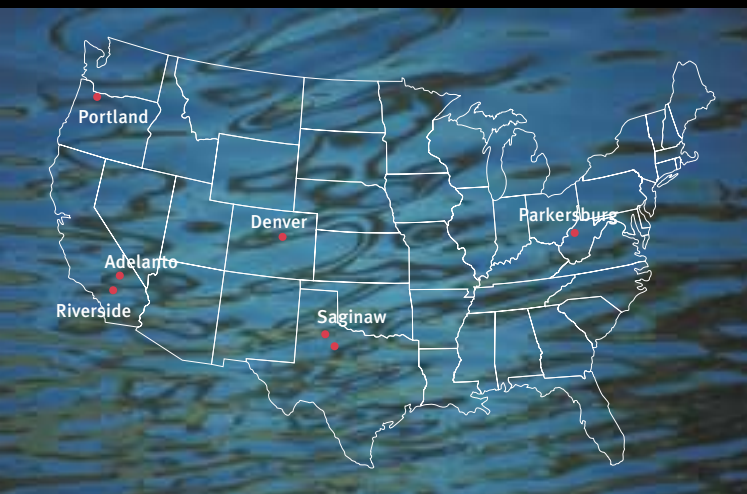 Portland
Denver
Parkersburg
Adelanto
Riverside
Saginaw